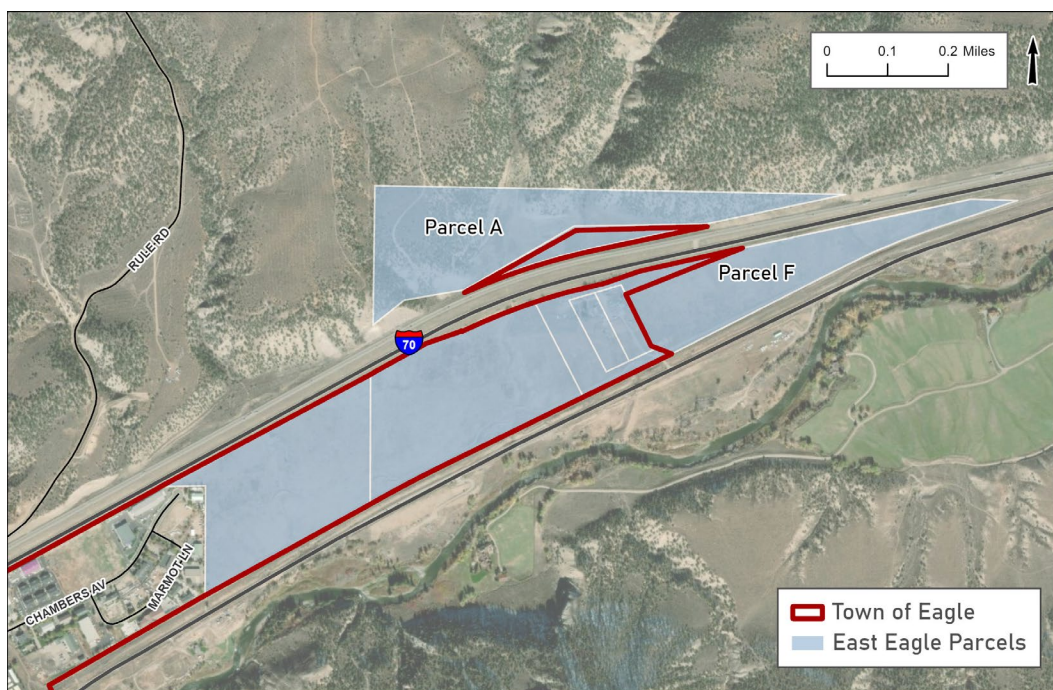 0 0.1 0.2 Miles
RULE RD
Parcel A
Parcel F
70
CHAMBERS AV
MARMOT LN
Town of Eagle
East Eagle Parcels